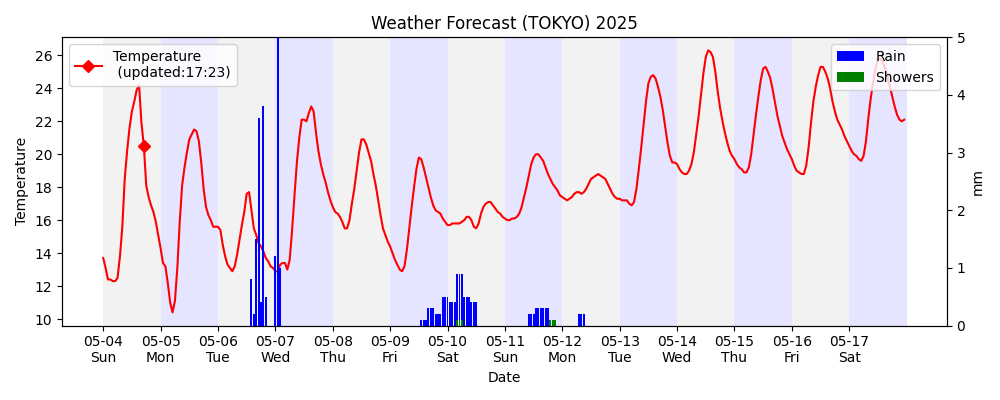 Weather Forecast (TOKYO) 2025
Temperature
(updated:17:23)
Rain
Showers
26
24
22
20
18
16
14
12
10
Temperature
5
4
3
2
1
0
mm
05-04 05-05 05-06 05-07 05-08 05-09 05-10 05-11 05-12 05-13 05-14 05-15 05-16 05-17
Sun Mon Tue Wed Thu Fri Sat Sun Mon Tue Wed Thu Fri Sat
Date